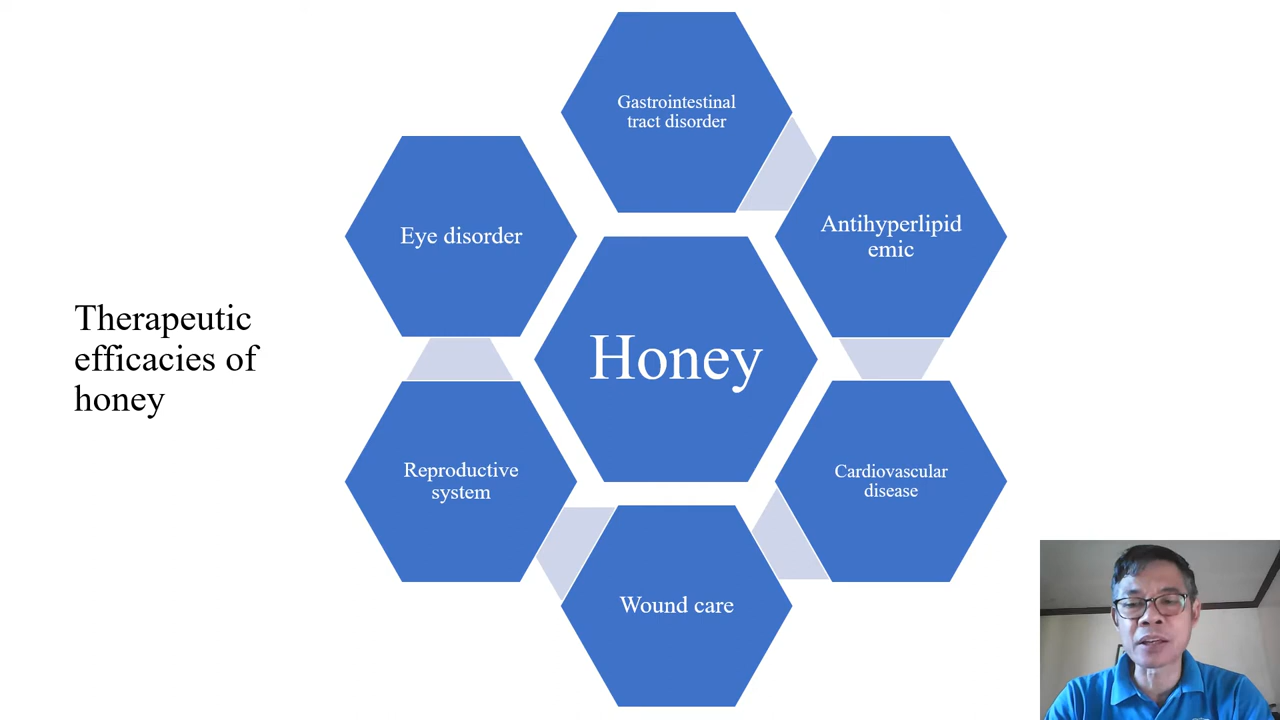 Therapeutic
efficacies of
honey
Gastrointestinal
tract disorder
Antihyperlipid
emic
Cardiovascular
disease
Wound care
Reproductive
system
Eye disorder
Honey